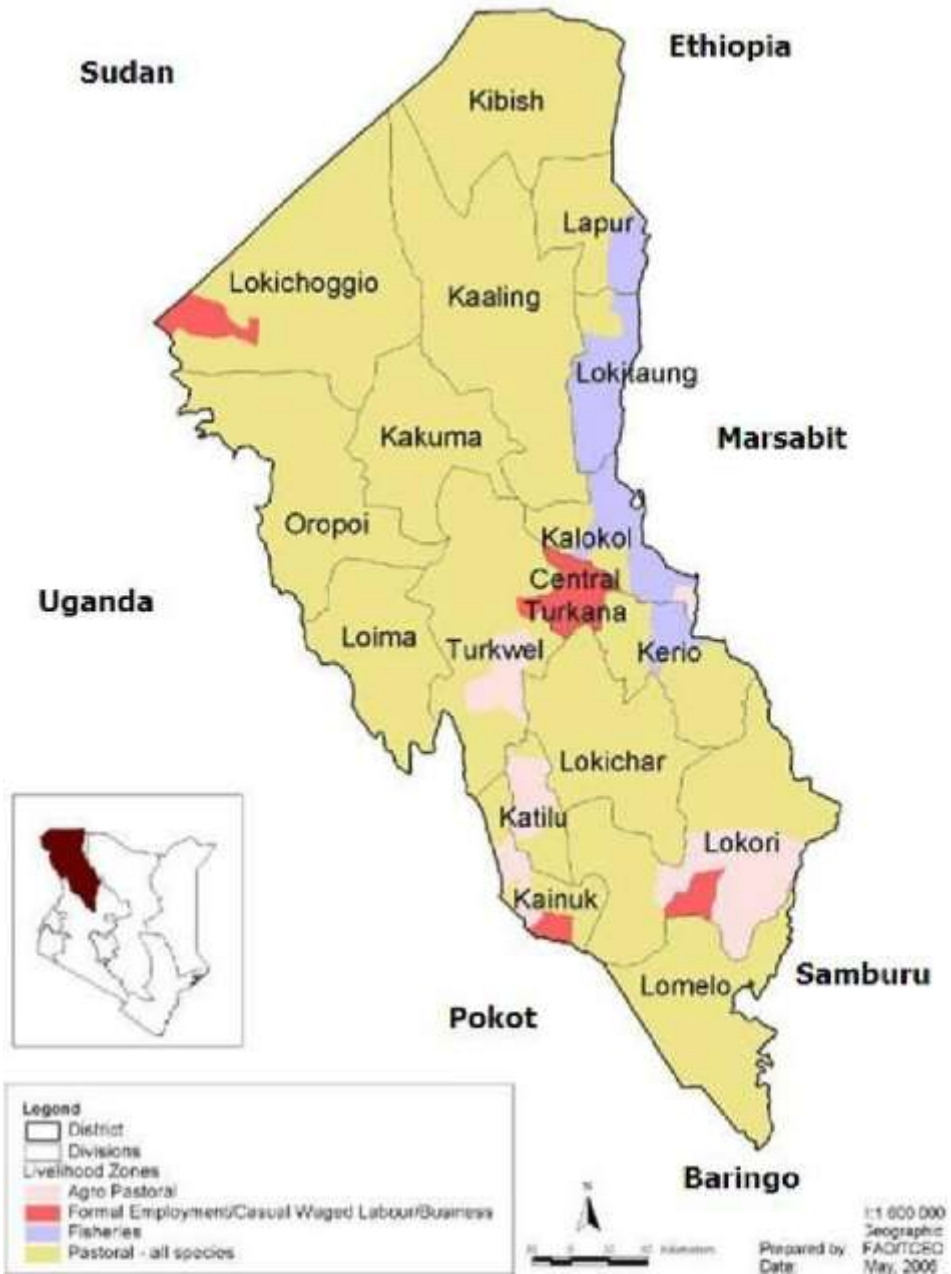 Ethiopia
Sudan
Kibish
Lapur
Lokichoggio
Kaaling
Lokitaung
Kakuma
Marsabit
Oropoi
Kalokol
Central
Turkana
Uganda
Loima
Turkwel
Kerio
Lokichar
Katilu
Lokori
Kainuk
Samburu
Lomelo
Pokot
Baringo
Legend
District
Divisions
Livelihood Zones
Agro Pastoral
Formal Employment/Casual Waged Labour/Business
Fisheries
Pastoral - all species
N
Kilometers
1:1 600 000
Geographic
Prepared by FAO/TCEO
Date: May, 2006